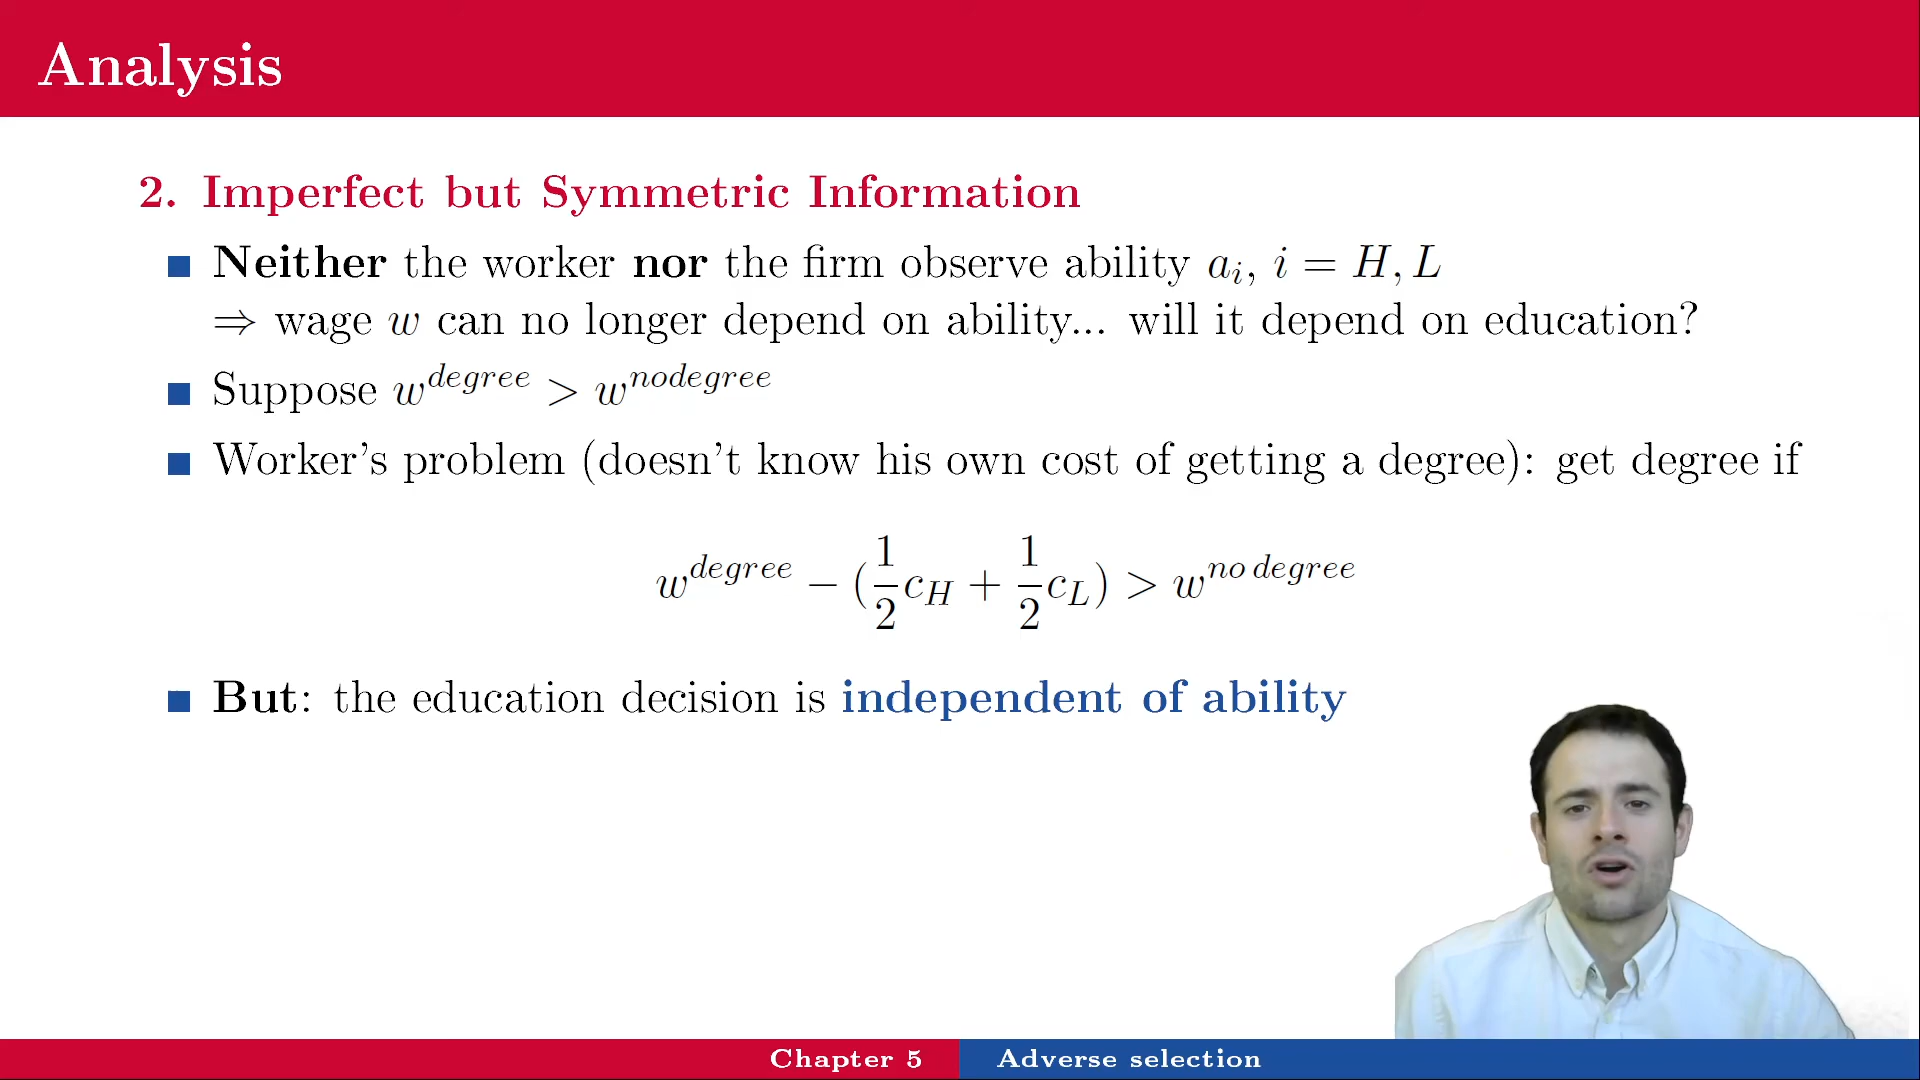 Analysis
2. Imperfect but Symmetric Information
■ Neither the worker nor the firm observe ability a_i, i = H, L
⇒ wage w can no longer depend on ability... will it depend on education?
■ Suppose w^{degree} > w^{nodegree}
■ Worker's problem (doesn't know his own cost of getting a degree): get degree if
w^{degree} − (\frac{1}{2}c_H + \frac{1}{2}c_L) > w^{no degree}
■ But: the education decision is independent of ability
Chapter 5 Adverse selection